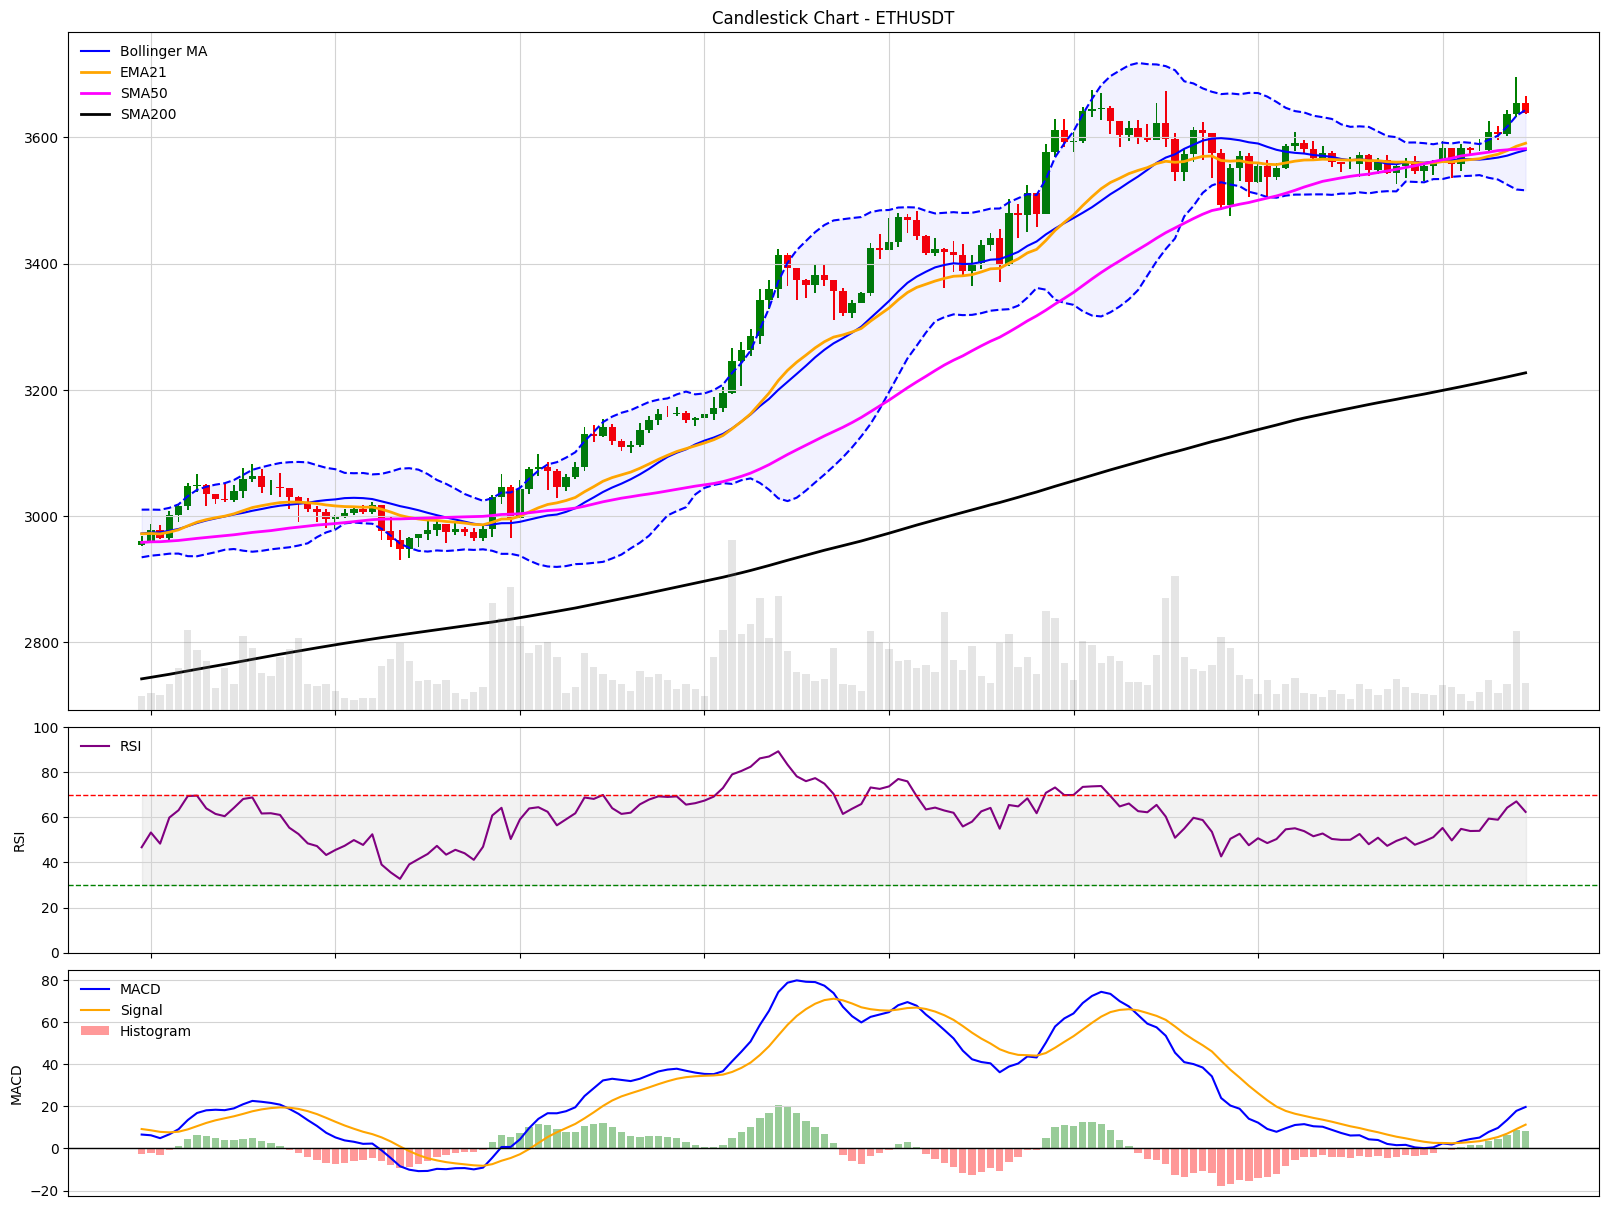 Candlestick Chart - ETHUSDT
Bollinger MA
EMA21
SMA50
SMA200
3600
3400
3200
3000
2800
RSI
RSI
100
80
60
40
20
0
MACD
Signal
Histogram
MACD
80
60
40
20
0
−20